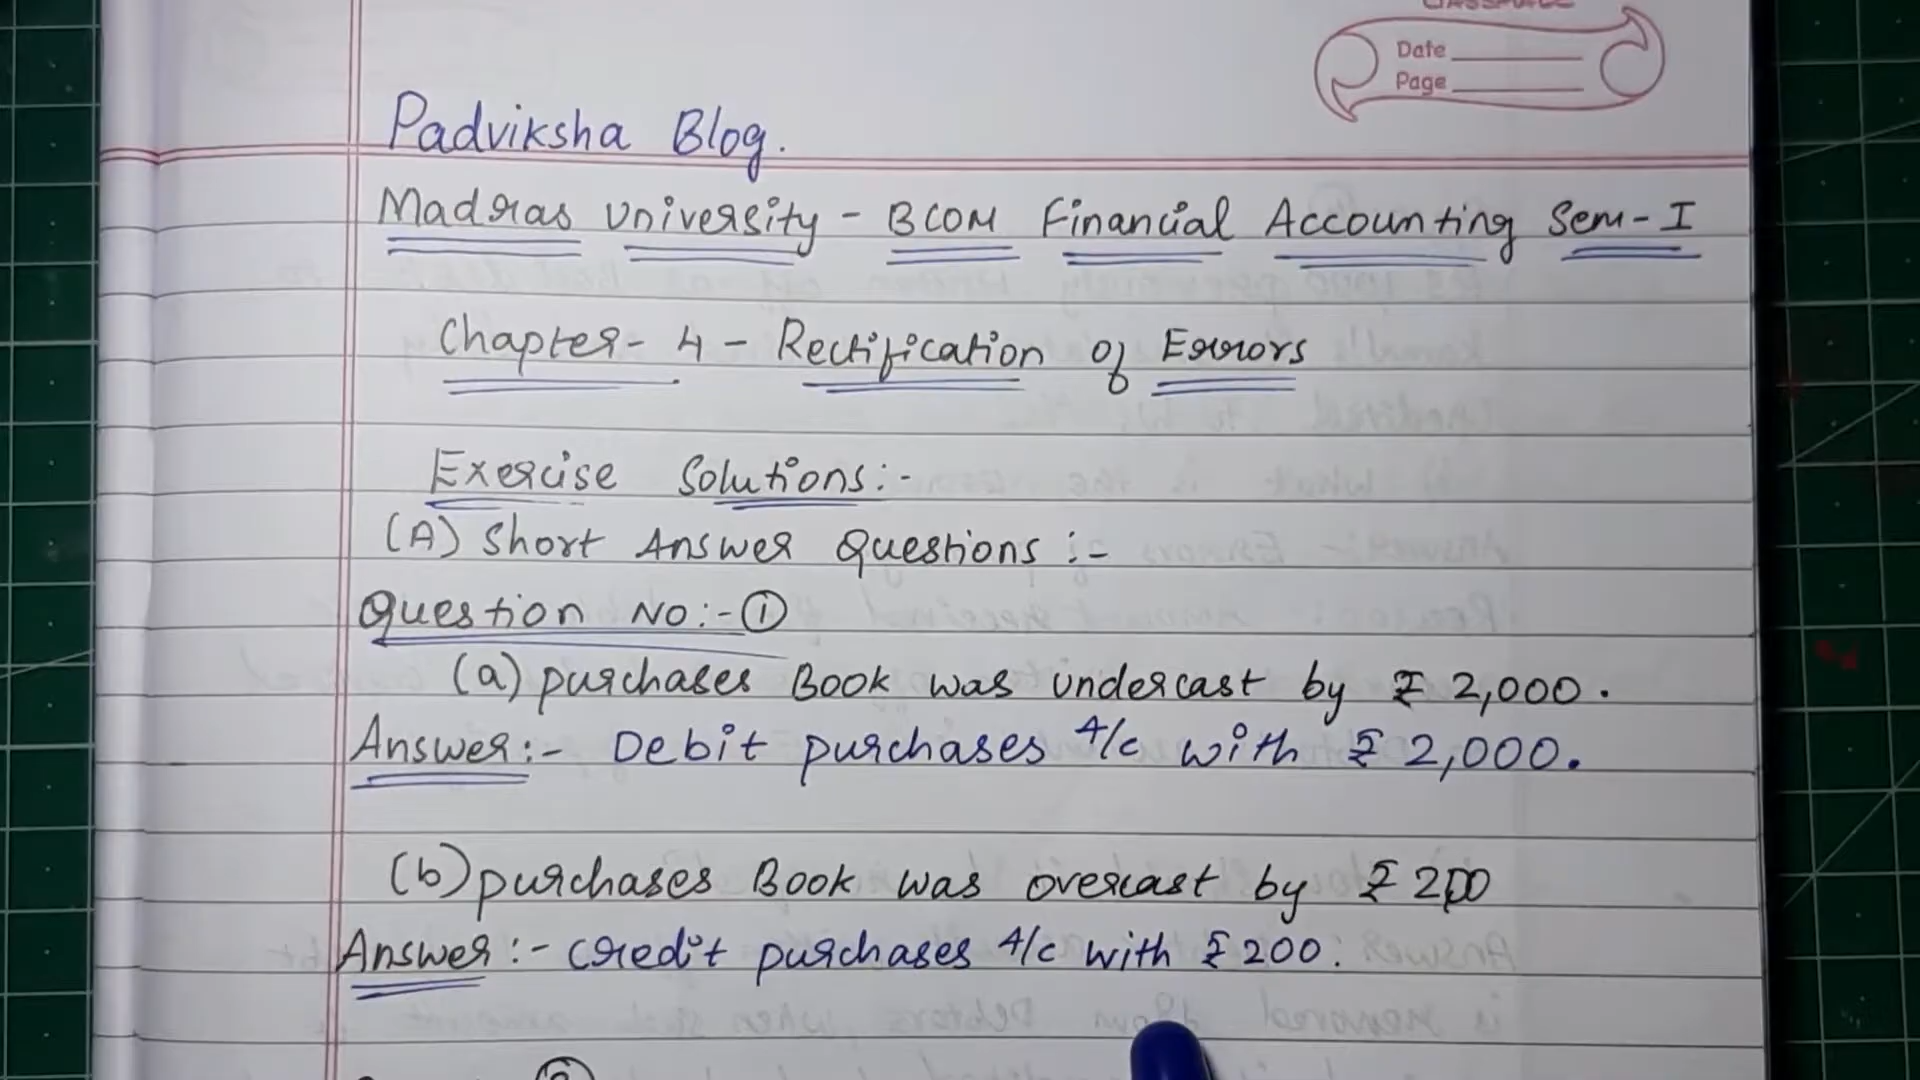 Date
Page
Padviksha Blog.
Madras University - BCOM Financial Accounting Sem-I
Chapter- 4 - Rectification of Errors
Exercise Solutions:-
(A) Short Answer Questions :-
Question No:- ①
(a) purchases Book was undercast by ₹ 2,000.
Answer:- Debit purchases A/c with ₹ 2,000.
(b) purchases Book was overcast by ₹ 200
Answer:- credit purchases A/c with ₹ 200.